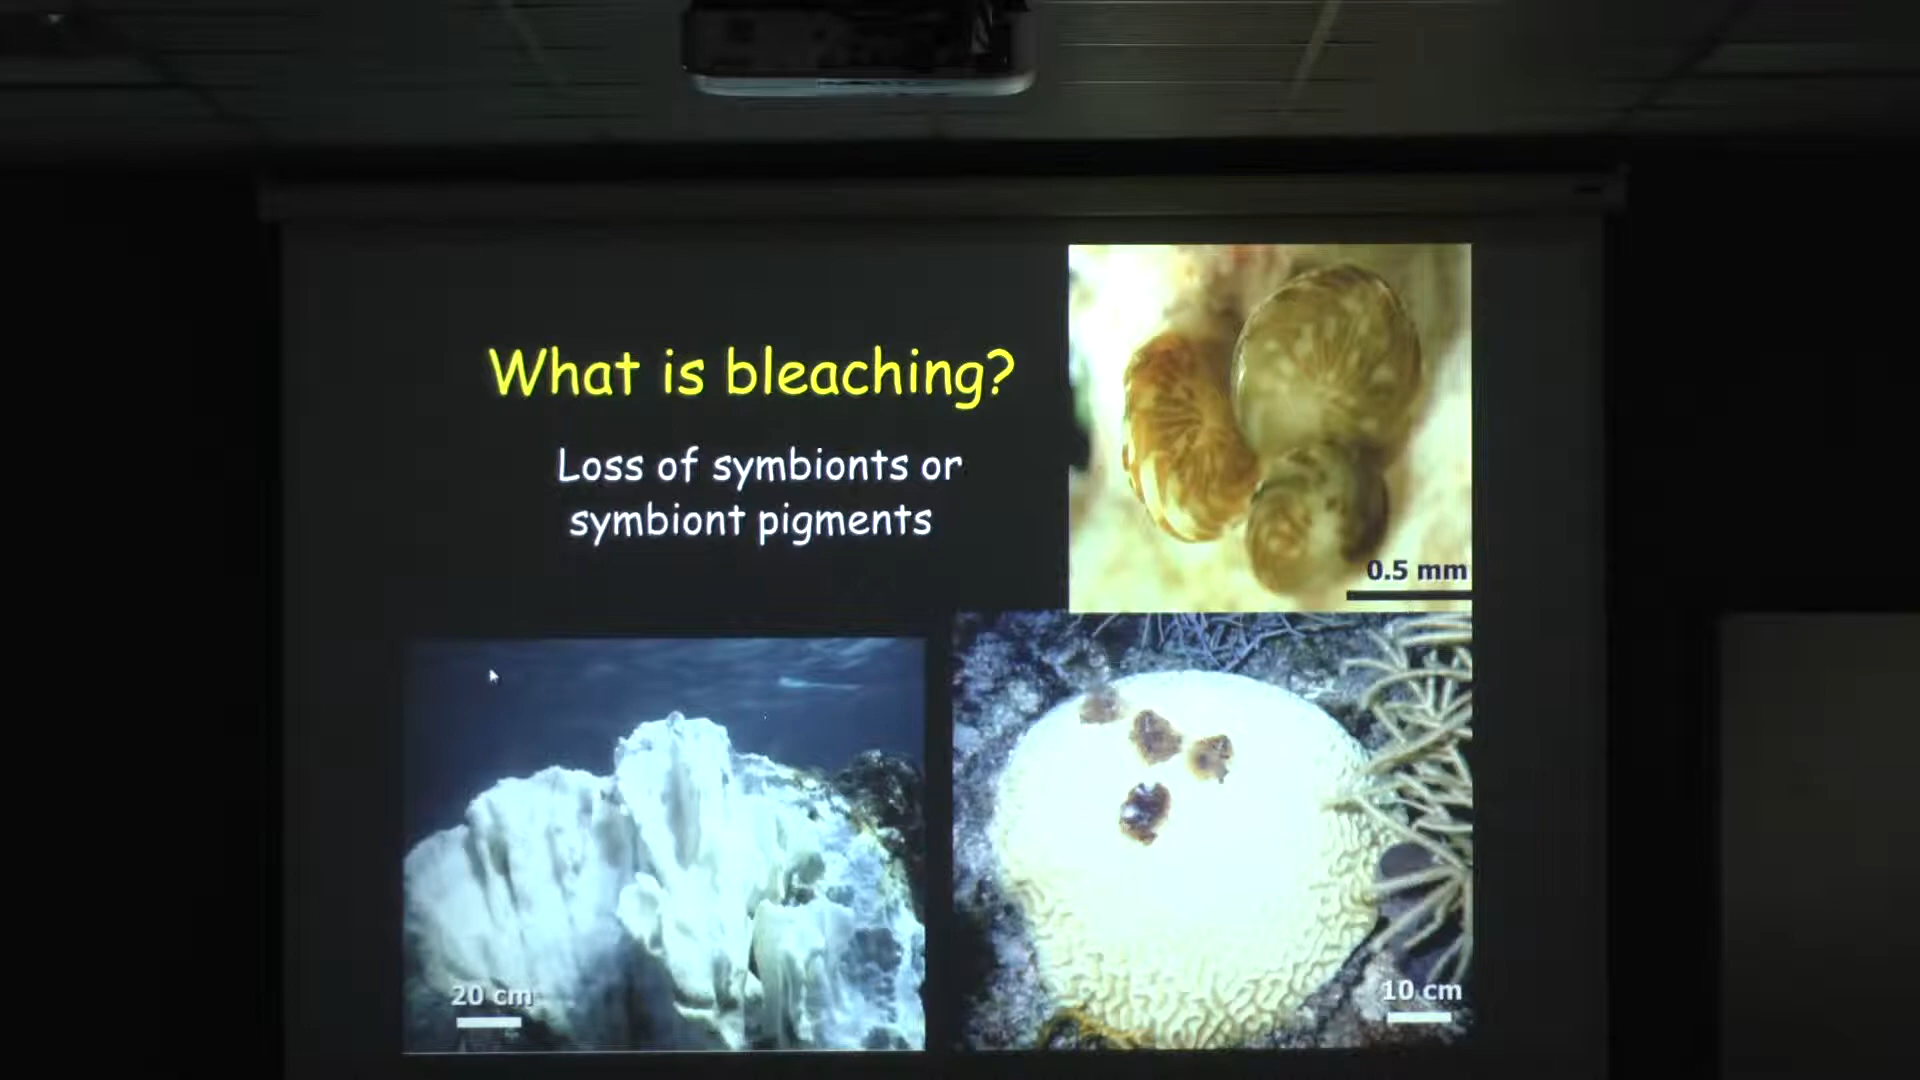 What is bleaching?
Loss of symbionts or
symbiont pigments
0.5 mm
20 cm
10 cm